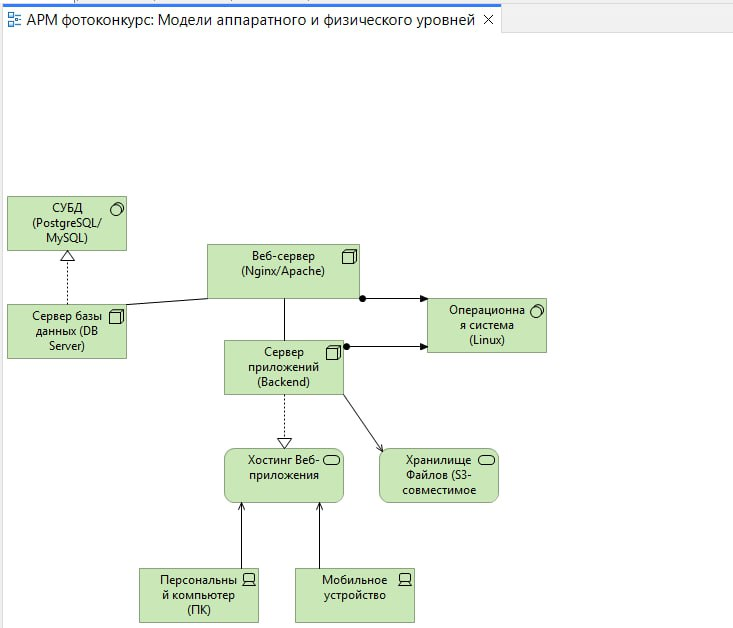 АРМ фотоконкурс: Модели аппаратного и физического уровней
СУБД
(PostgreSQL/
MySQL)
Веб-сервер
(Nginx/Apache)
Сервер базы
данных (DB
Server)
Операционна
я система
(Linux)
Сервер
приложений
(Backend)
Хостинг Веб-
приложения
Хранилище
Файлов (S3-
совместимое
Персональны
й компьютер
(ПК)
Мобильное
устройство